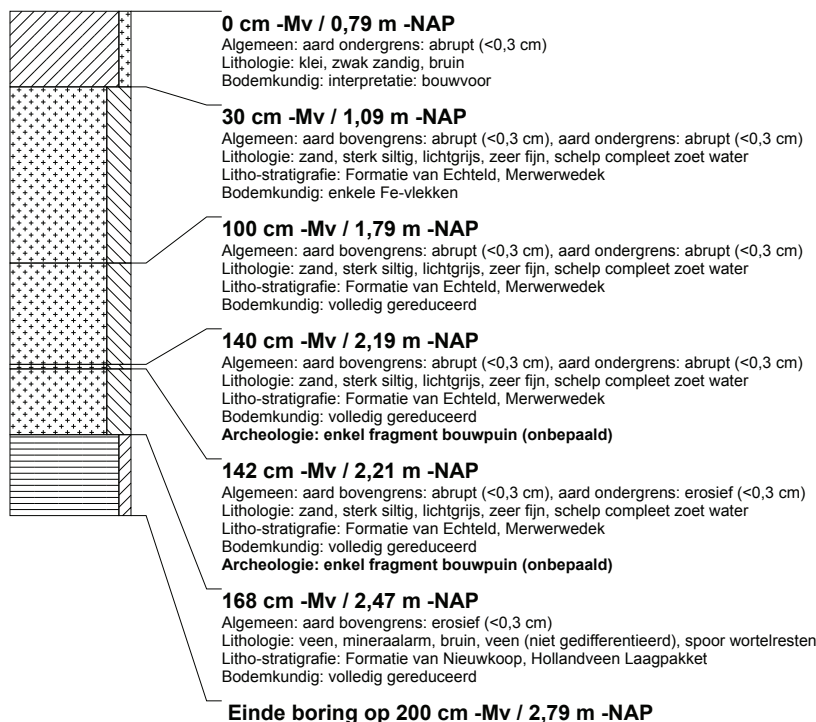 0 cm -Mv / 0,79 m -NAP
Algemeen: aard ondergrens: abrupt (<0,3 cm)
Lithologie: klei, zwak zandig, bruin
Bodemkundig: interpretatie: bouwvoor
30 cm -Mv / 1,09 m -NAP
Algemeen: aard bovengrens: abrupt (<0,3 cm), aard ondergrens: abrupt (<0,3 cm)
Lithologie: zand, sterk siltig, lichtgrijs, zeer fijn, schelp compleet zoet water
Litho-stratigrafie: Formatie van Echteld, Merwerwedek
Bodemkundig: enkele Fe-vlekken
100 cm -Mv / 1,79 m -NAP
Algemeen: aard bovengrens: abrupt (<0,3 cm), aard ondergrens: abrupt (<0,3 cm)
Lithologie: zand, sterk siltig, lichtgrijs, zeer fijn, schelp compleet zoet water
Litho-stratigrafie: Formatie van Echteld, Merwerwedek
Bodemkundig: volledig gereduceerd
140 cm -Mv / 2,19 m -NAP
Algemeen: aard bovengrens: abrupt (<0,3 cm), aard ondergrens: abrupt (<0,3 cm)
Lithologie: zand, sterk siltig, lichtgrijs, zeer fijn, schelp compleet zoet water
Litho-stratigrafie: Formatie van Echteld, Merwerwedek
Bodemkundig: volledig gereduceerd
Archeologie: enkel fragment bouwpuin (onbepaald)
142 cm -Mv / 2,21 m -NAP
Algemeen: aard bovengrens: abrupt (<0,3 cm), aard ondergrens: erosief (<0,3 cm)
Lithologie: zand, sterk siltig, lichtgrijs, zeer fijn, schelp compleet zoet water
Litho-stratigrafie: Formatie van Echteld, Merwerwedek
Bodemkundig: volledig gereduceerd
Archeologie: enkel fragment bouwpuin (onbepaald)
168 cm -Mv / 2,47 m -NAP
Algemeen: aard bovengrens: erosief (<0,3 cm)
Lithologie: veen, mineraalarm, bruin, veen (niet gedifferentieerd), spoor wortelresten
Litho-stratigrafie: Formatie van Nieuwkoop, Hollandveen Laagpakket
Bodemkundig: volledig gereduceerd
Einde boring op 200 cm -Mv / 2,79 m -NAP